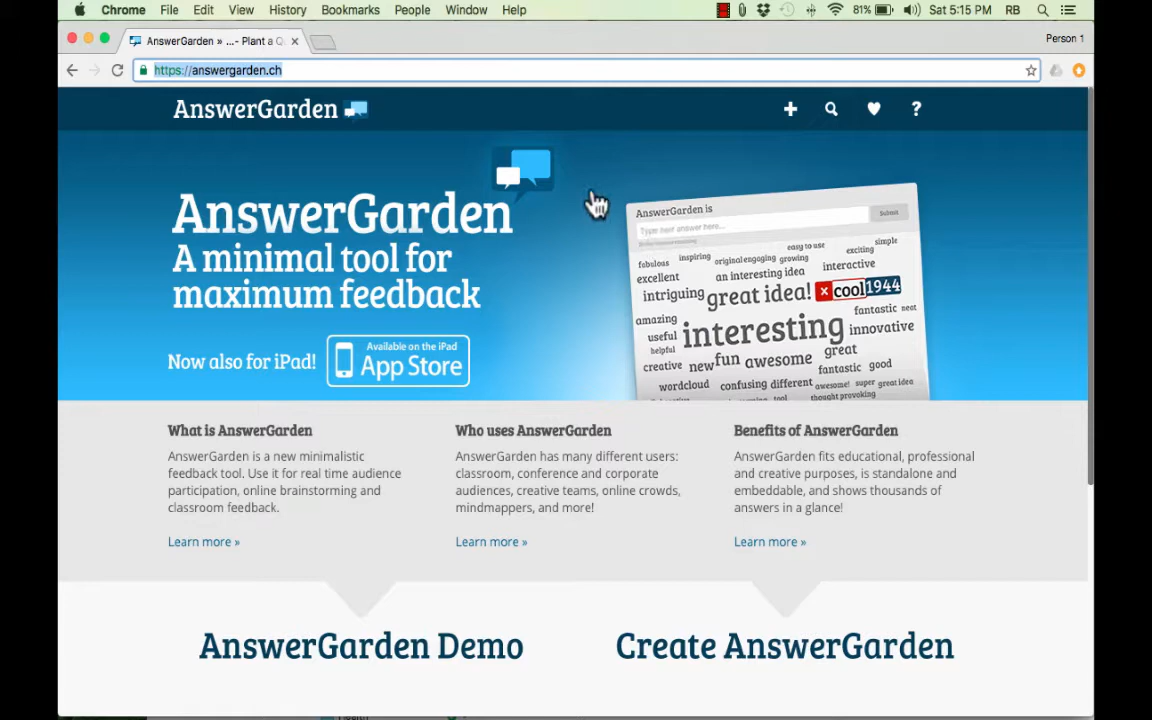 Chrome File Edit View History Bookmarks People Window Help 81% Sat 5:15 PM RB
AnswerGarden » ...- Plant a Q
Person 1
https://answergarden.ch
AnswerGarden
AnswerGarden
A minimal tool for
maximum feedback
Now also for iPad!
Available on the iPad
App Store
AnswerGarden is
Type your answer here...
Submit
fabulous inspiring original engaging growing easy to use exciting simple
excellent an interesting idea interactive
intriguing great idea! cool 1944
amazing fantastic neat
useful interesting innovative
helpful
creative new fun awesome great
fantastic good
wordcloud confusing different awesome! super great idea
tool thought provoking
What is AnswerGarden
AnswerGarden is a new minimalistic
feedback tool. Use it for real time audience
participation, online brainstorming and
classroom feedback.
Learn more »
Who uses AnswerGarden
AnswerGarden has many different users:
classroom, conference and corporate
audiences, creative teams, online crowds,
mindmappers, and more!
Learn more »
Benefits of AnswerGarden
AnswerGarden fits educational, professional
and creative purposes, is standalone and
embeddable, and shows thousands of
answers in a glance!
Learn more »
AnswerGarden Demo
Create AnswerGarden